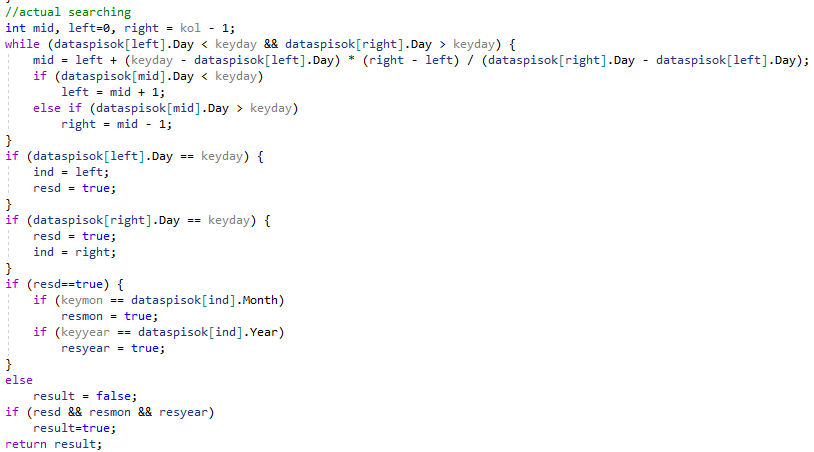 //actual searching
int mid, left=0, right = kol - 1;
while (dataspisok[left].Day < keyday && dataspisok[right].Day > keyday) {
    mid = left + (keyday - dataspisok[left].Day) * (right - left) / (dataspisok[right].Day - dataspisok[left].Day);
    if (dataspisok[mid].Day < keyday)
        left = mid + 1;
    else if (dataspisok[mid].Day > keyday)
        right = mid - 1;
}
if (dataspisok[left].Day == keyday) {
    ind = left;
    resd = true;
}
if (dataspisok[right].Day == keyday) {
    resd = true;
    ind = right;
}
if (resd==true) {
    if (keymon == dataspisok[ind].Month)
        resmon = true;
    if (keyyear == dataspisok[ind].Year)
        resyear = true;
}
else
    result = false;
if (resd && resmon && resyear)
    result=true;
return result;